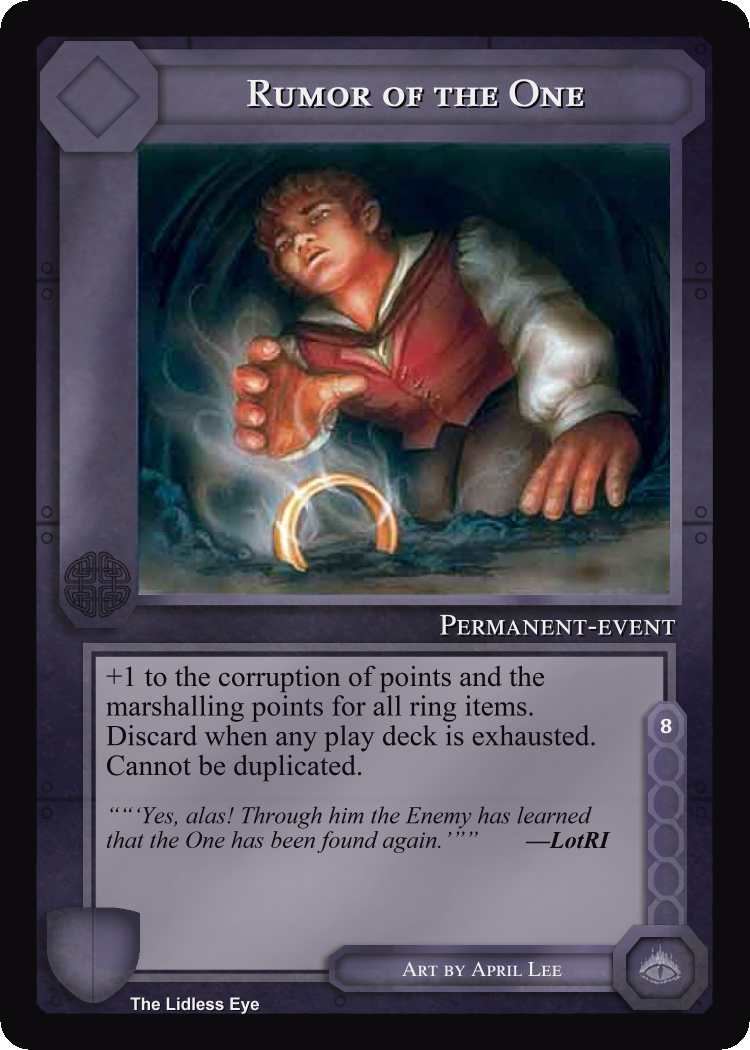 Rumor of the One
Permanent-event
+1 to the corruption of points and the
marshalling points for all ring items.
Discard when any play deck is exhausted.
Cannot be duplicated.
8
““‘Yes, alas! Through him the Enemy has learned
that the One has been found again.’”” —LotRI
Art by April Lee
The Lidless Eye